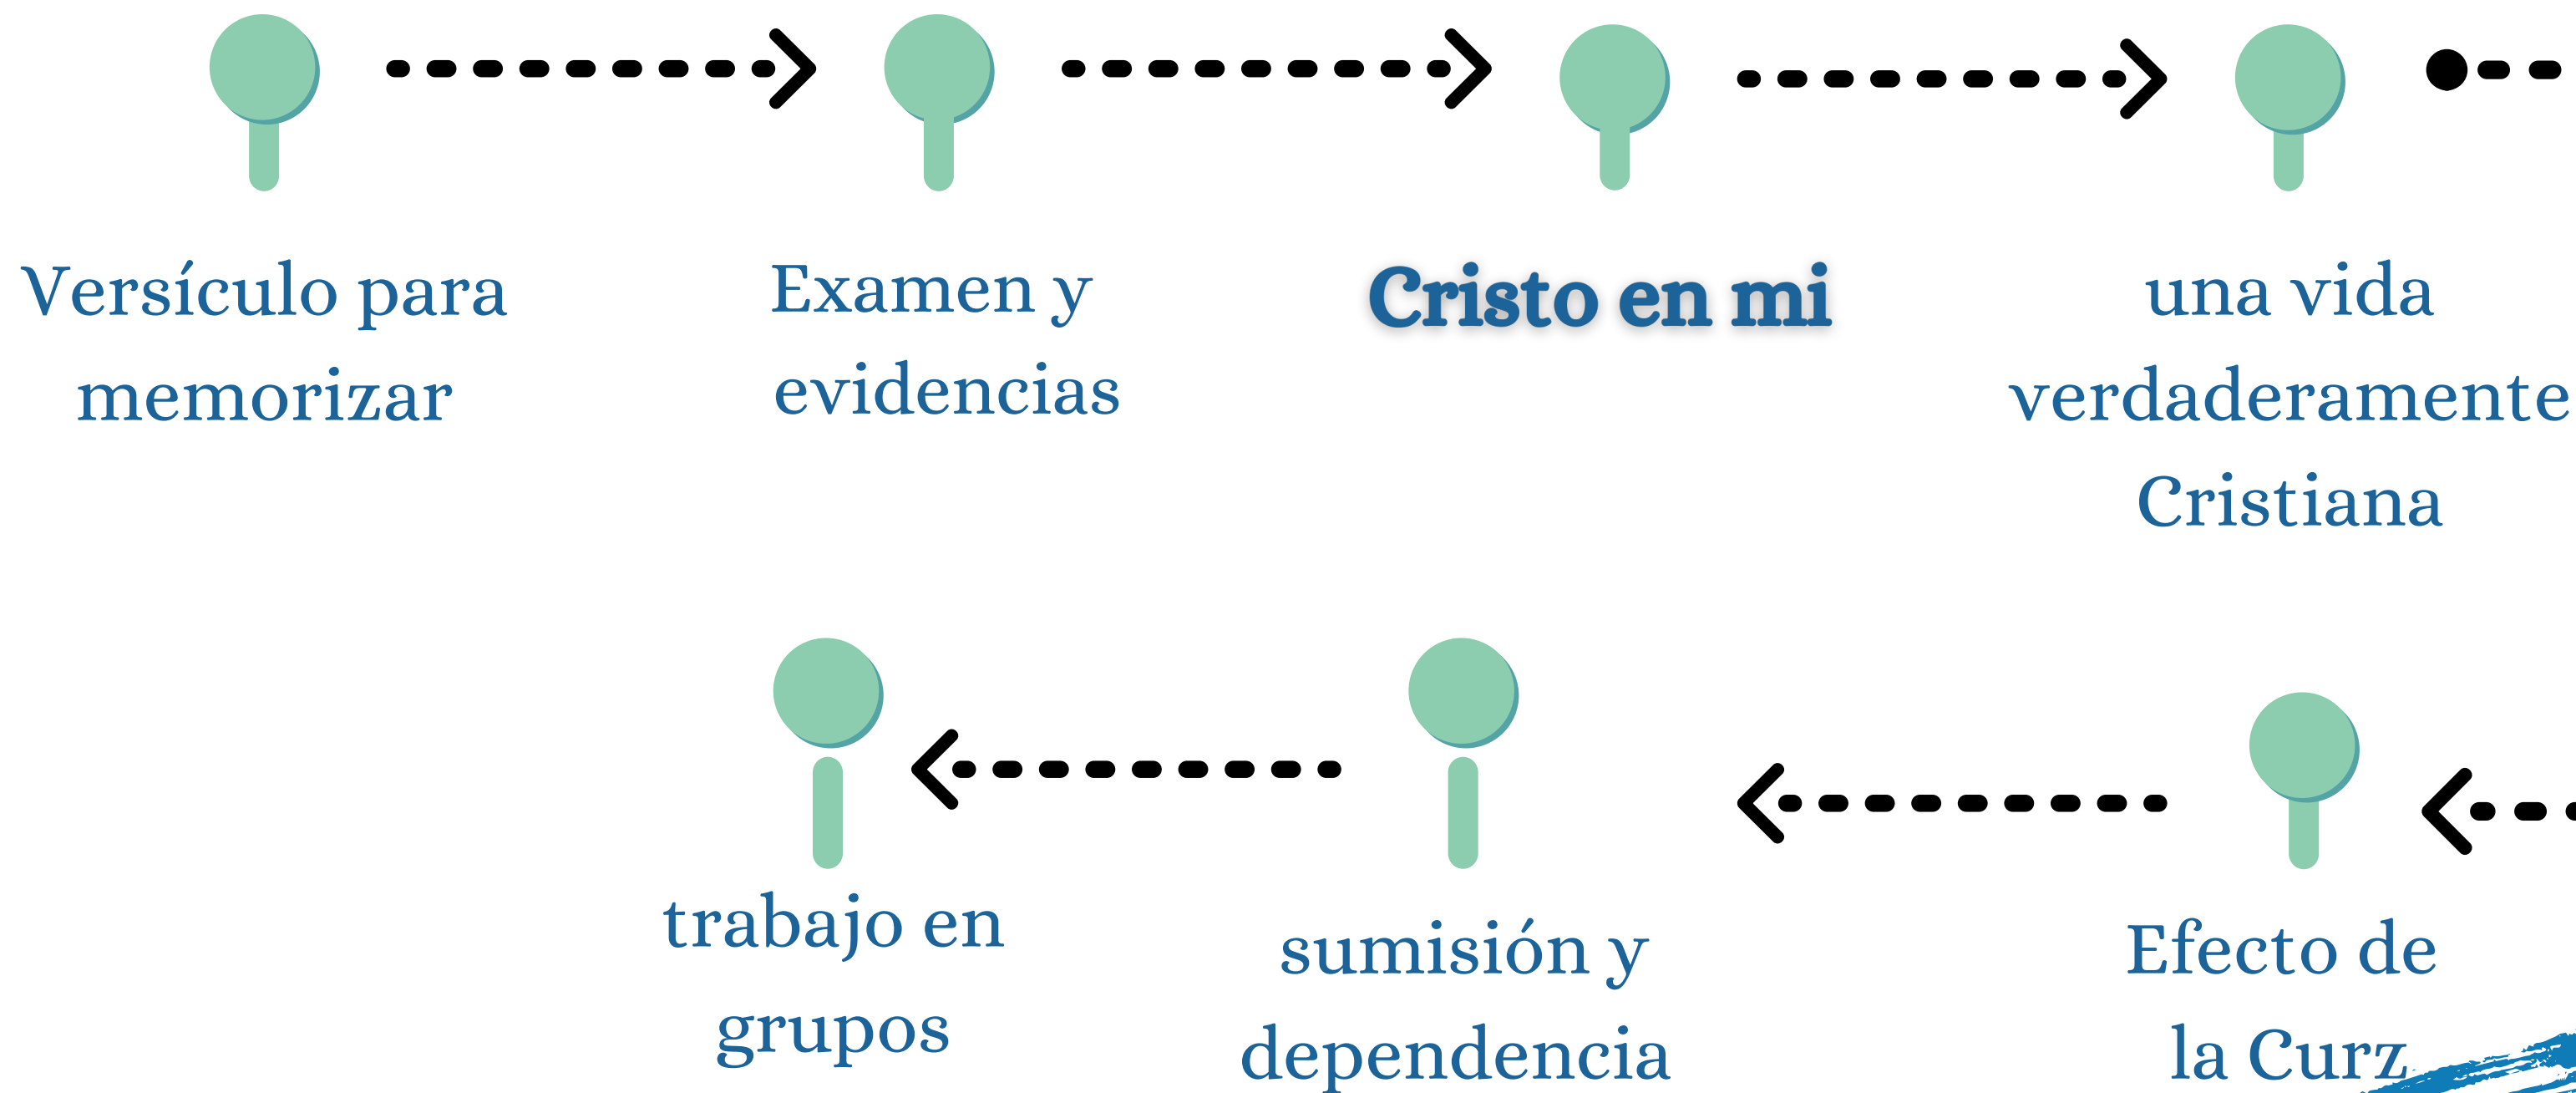 Versículo para
memorizar
Examen y
evidencias
Cristo en mi
una vida
verdaderamente
Cristiana
trabajo en
grupos
sumisión y
dependencia
Efecto de
la Curz